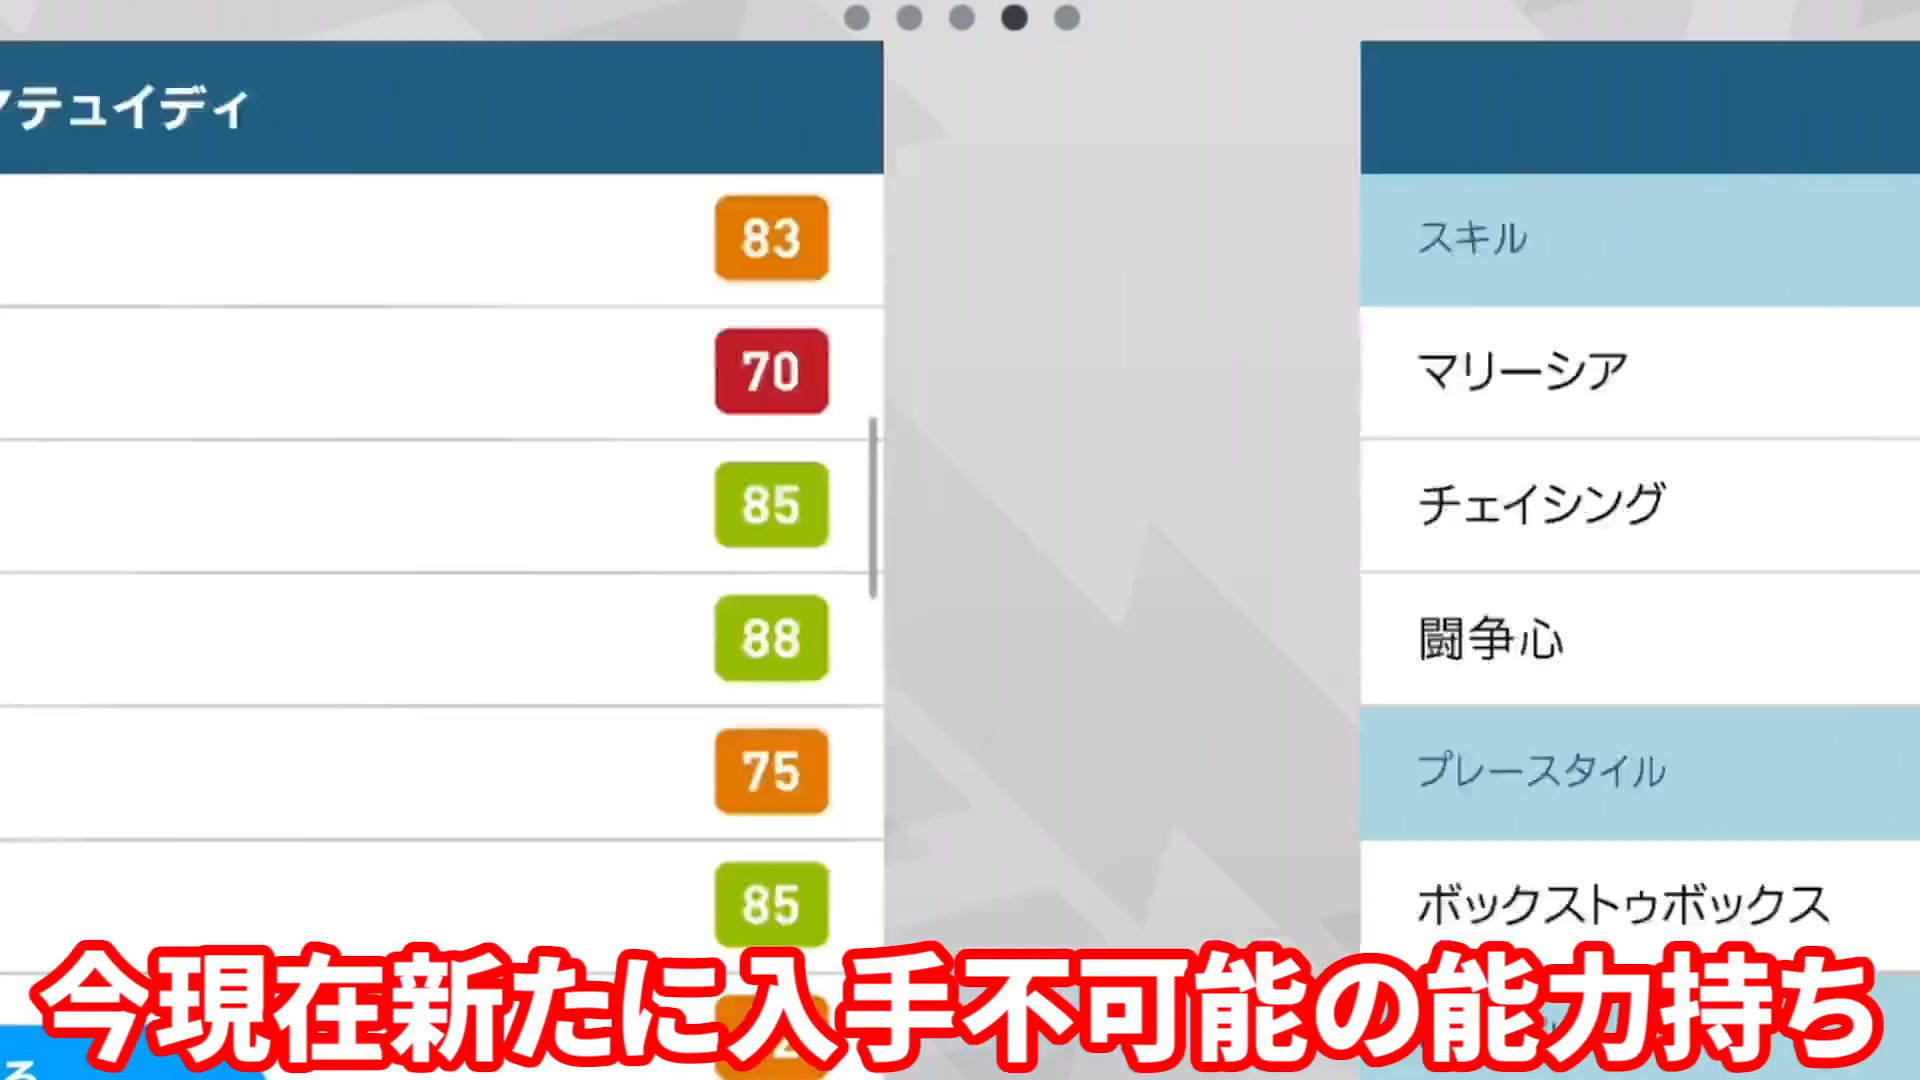 テュイディ
83
70
85
88
75
85
スキル
マリーシア
チェイシング
闘争心
プレースタイル
ボックストゥボックス
今現在新たに入手不可能の能力持ち
る